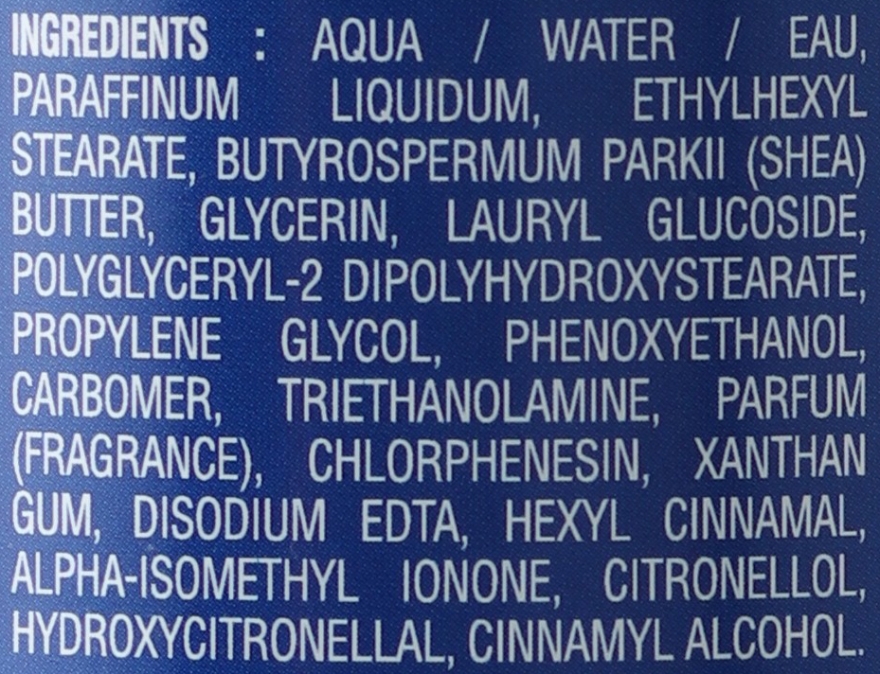 INGREDIENTS : AQUA / WATER / EAU,
PARAFFINUM LIQUIDUM, ETHYLHEXYL
STEARATE, BUTYROSPERMUM PARKII (SHEA)
BUTTER, GLYCERIN, LAURYL GLUCOSIDE,
POLYGLYCERYL-2 DIPOLYHYDROXYSTEARATE,
PROPYLENE GLYCOL, PHENOXYETHANOL,
CARBOMER, TRIETHANOLAMINE, PARFUM
(FRAGRANCE), CHLORPHENESIN, XANTHAN
GUM, DISODIUM EDTA, HEXYL CINNAMAL,
ALPHA-ISOMETHYL IONONE, CITRONELLOL,
HYDROXYCITRONELLAL, CINNAMYL ALCOHOL.